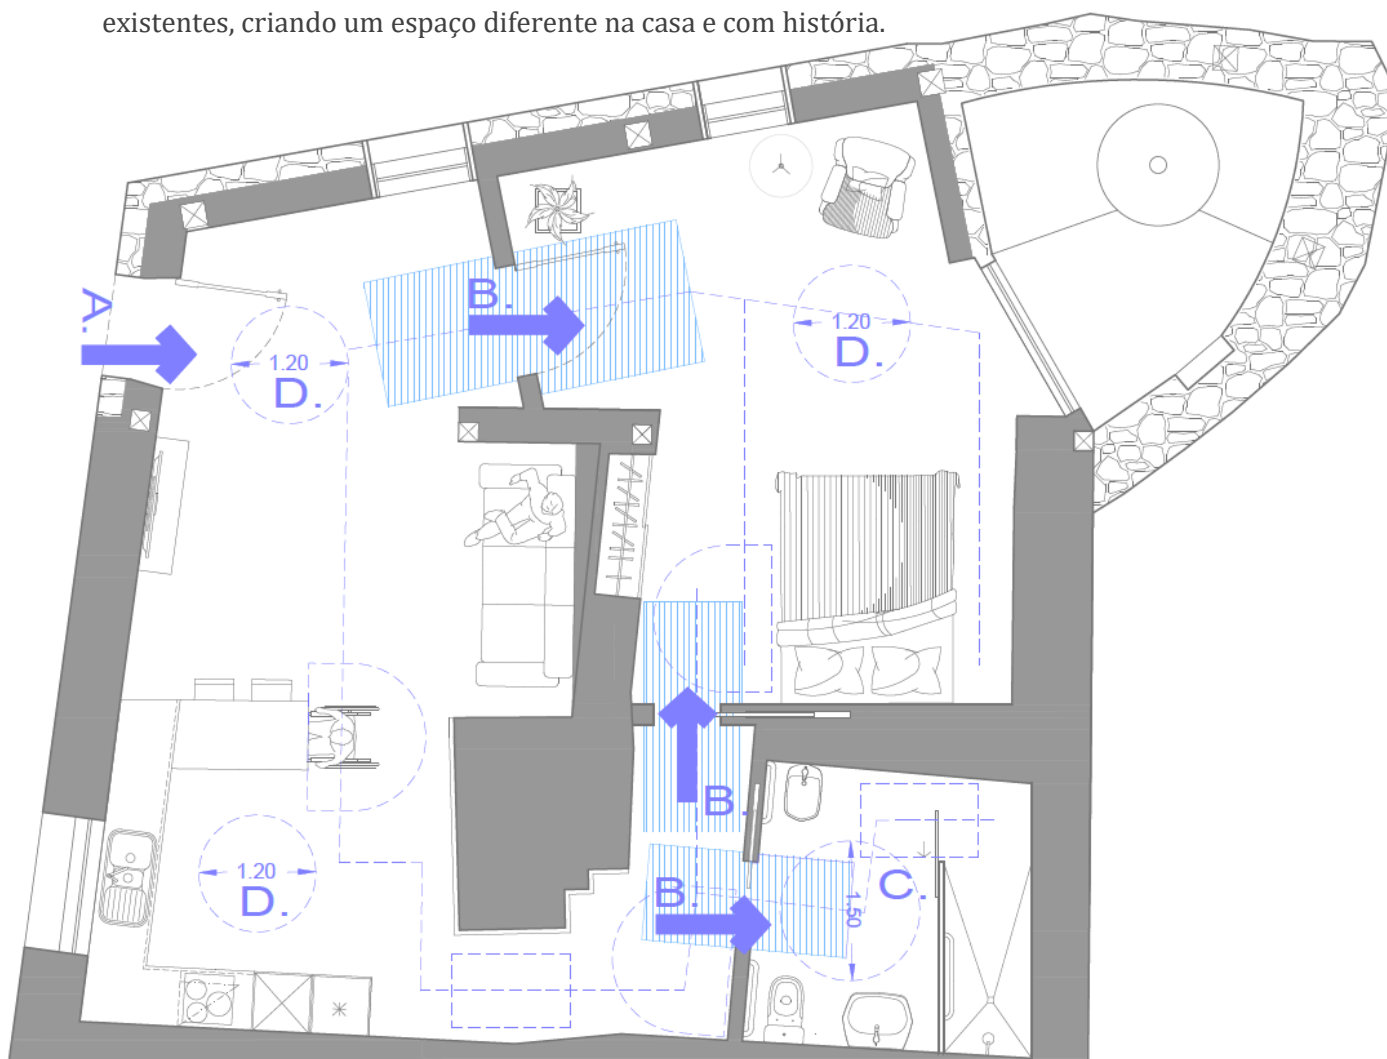 existentes, criando um espaço diferente na casa e com história.
A.
B.
1.20
D.
1.20
D.
B.
1.20
D.
B.
C.
1.50